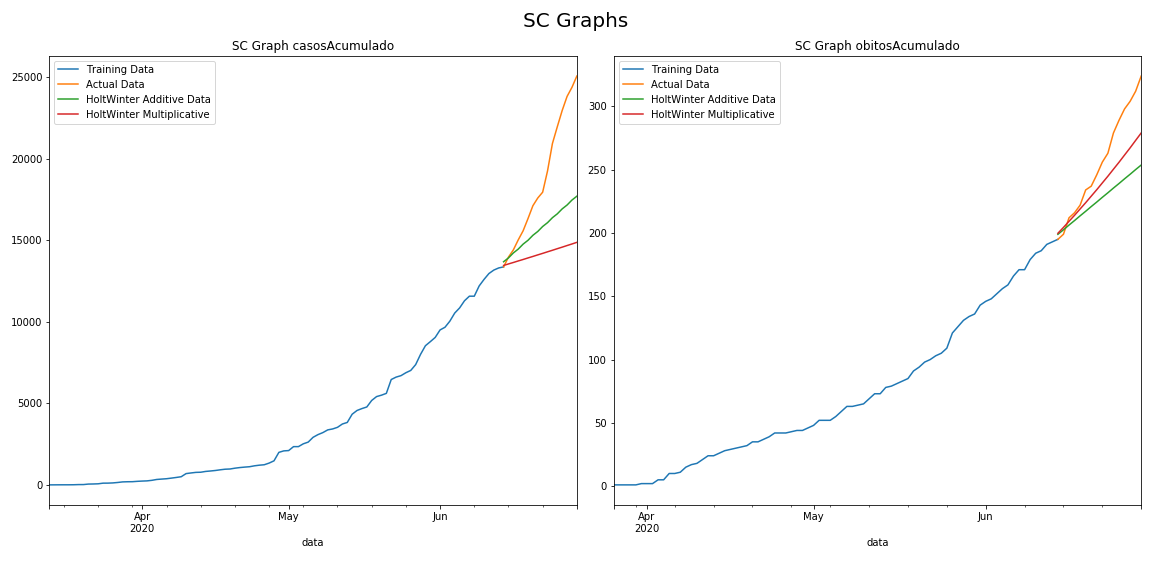 SC Graphs
SC Graph casosAcumulado
Training Data
Actual Data
HoltWinter Additive Data
HoltWinter Multiplicative
25000
20000
15000
10000
5000
0
Apr
2020
May
Jun
data
SC Graph obitosAcumulado
Training Data
Actual Data
HoltWinter Additive Data
HoltWinter Multiplicative
300
250
200
150
100
50
0
Apr
2020
May
Jun
data